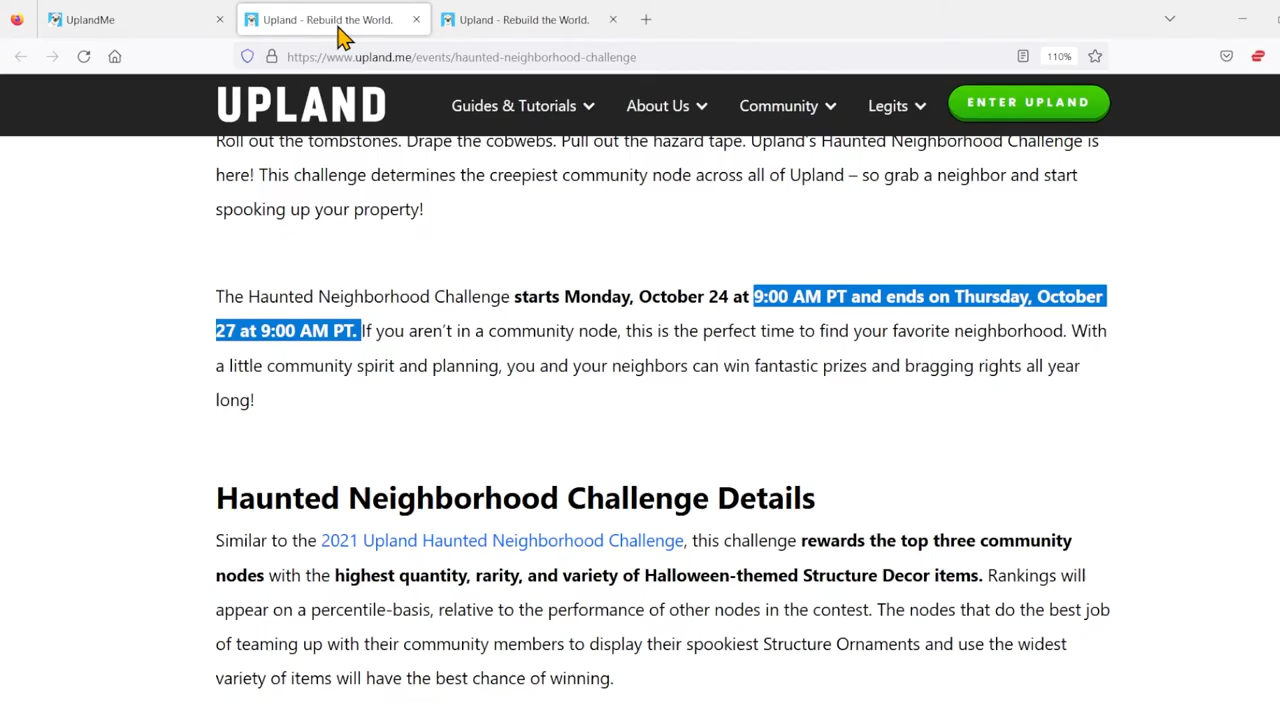 UplandMe
Upland - Rebuild the World.
Upland - Rebuild the World.
https://www.upland.me/events/haunted-neighborhood-challenge
110%
UPLAND
Guides & Tutorials
About Us
Community
Legits
ENTER UPLAND
Roll out the tombstones. Drape the cobwebs. Pull out the hazard tape. Upland's Haunted Neighborhood Challenge is
here! This challenge determines the creepiest community node across all of Upland – so grab a neighbor and start
spooking up your property!
The Haunted Neighborhood Challenge starts Monday, October 24 at 9:00 AM PT and ends on Thursday, October
27 at 9:00 AM PT. If you aren't in a community node, this is the perfect time to find your favorite neighborhood. With
a little community spirit and planning, you and your neighbors can win fantastic prizes and bragging rights all year
long!
Haunted Neighborhood Challenge Details
Similar to the 2021 Upland Haunted Neighborhood Challenge, this challenge rewards the top three community
nodes with the highest quantity, rarity, and variety of Halloween-themed Structure Decor items. Rankings will
appear on a percentile-basis, relative to the performance of other nodes in the contest. The nodes that do the best job
of teaming up with their community members to display their spookiest Structure Ornaments and use the widest
variety of items will have the best chance of winning.